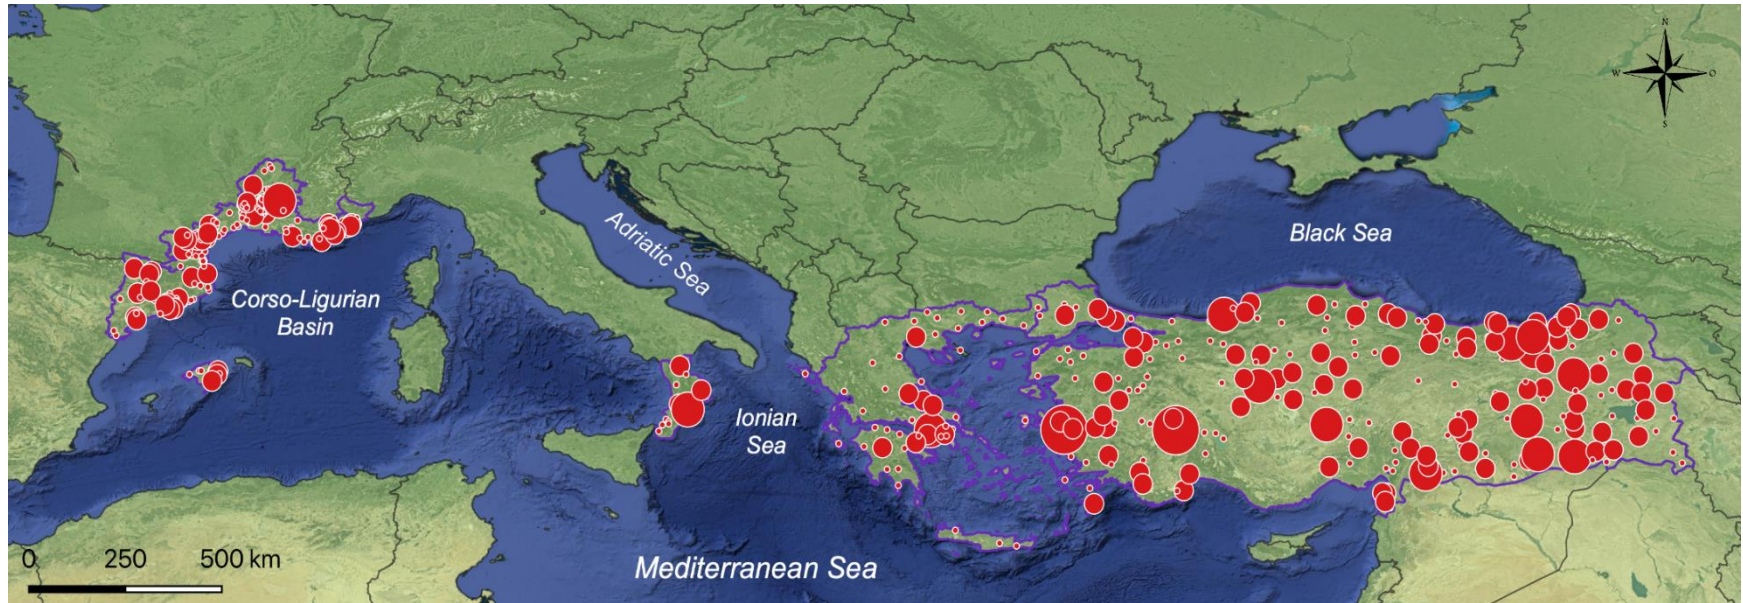 N
W
O
S
Black Sea
Adriatic Sea
Corso-Ligurian
Basin
Ionian
Sea
0 250 500 km
Mediterranean Sea